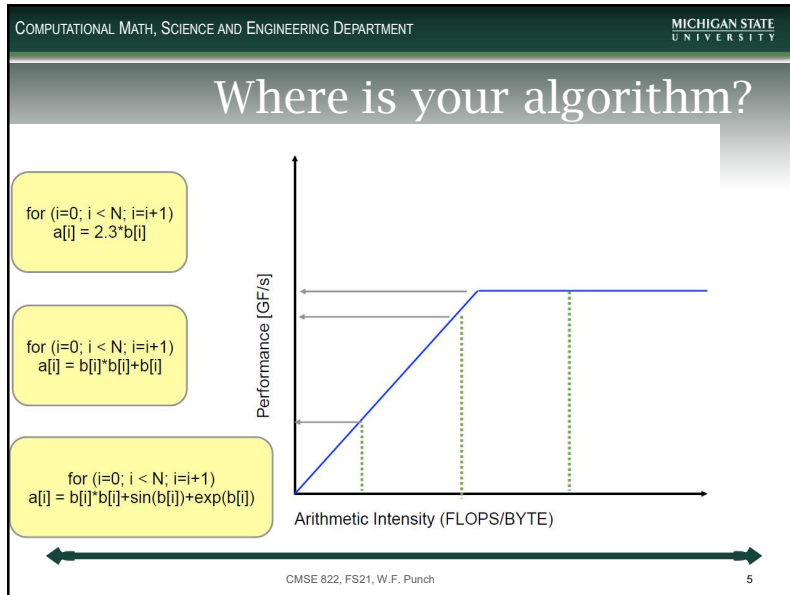 COMPUTATIONAL MATH, SCIENCE AND ENGINEERING DEPARTMENT
MICHIGAN STATE
UNIVERSITY
Where is your algorithm?
for (i=0; i < N; i=i+1)
a[i] = 2.3*b[i]
for (i=0; i < N; i=i+1)
a[i] = b[i]*b[i]+b[i]
for (i=0; i < N; i=i+1)
a[i] = b[i]*b[i]+sin(b[i])+exp(b[i])
Performance [GF/s]
Arithmetic Intensity (FLOPS/BYTE)
CMSE 822, FS21, W.F. Punch
5